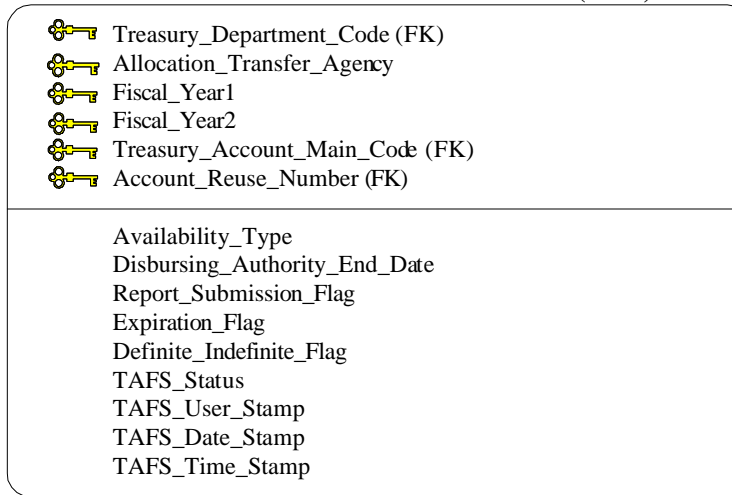 Treasury_Department_Code (FK)
Allocation_Transfer_Agency
Fiscal_Year1
Fiscal_Year2
Treasury_Account_Main_Code (FK)
Account_Reuse_Number (FK)
Availability_Type
Disbursing_Authority_End_Date
Report_Submission_Flag
Expiration_Flag
Definite_Indefinite_Flag
TAFS_Status
TAFS_User_Stamp
TAFS_Date_Stamp
TAFS_Time_Stamp